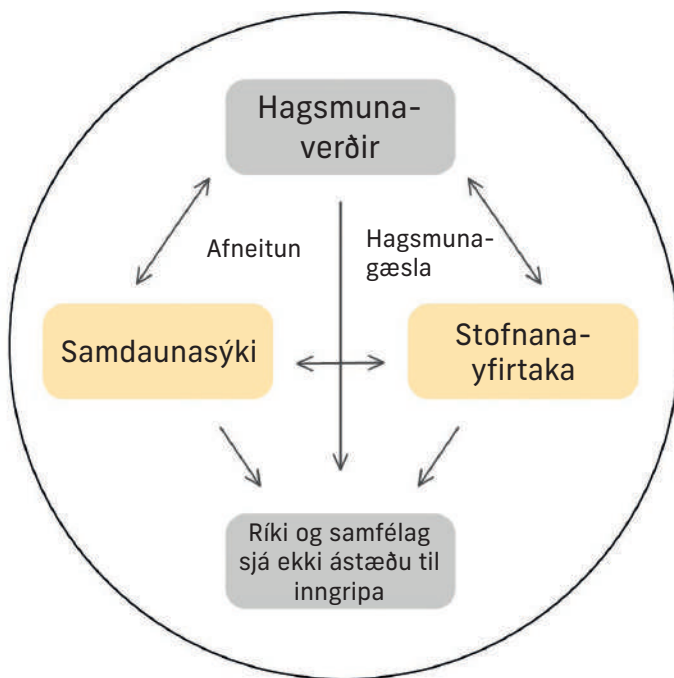 Hagsmuna-
verðir
Afneitun
Hagsmuna-
gæsla
Samdaunasýki
Stofnana-
yfirtaka
Ríki og samfélag
sjá ekki ástæðu til
inngripa